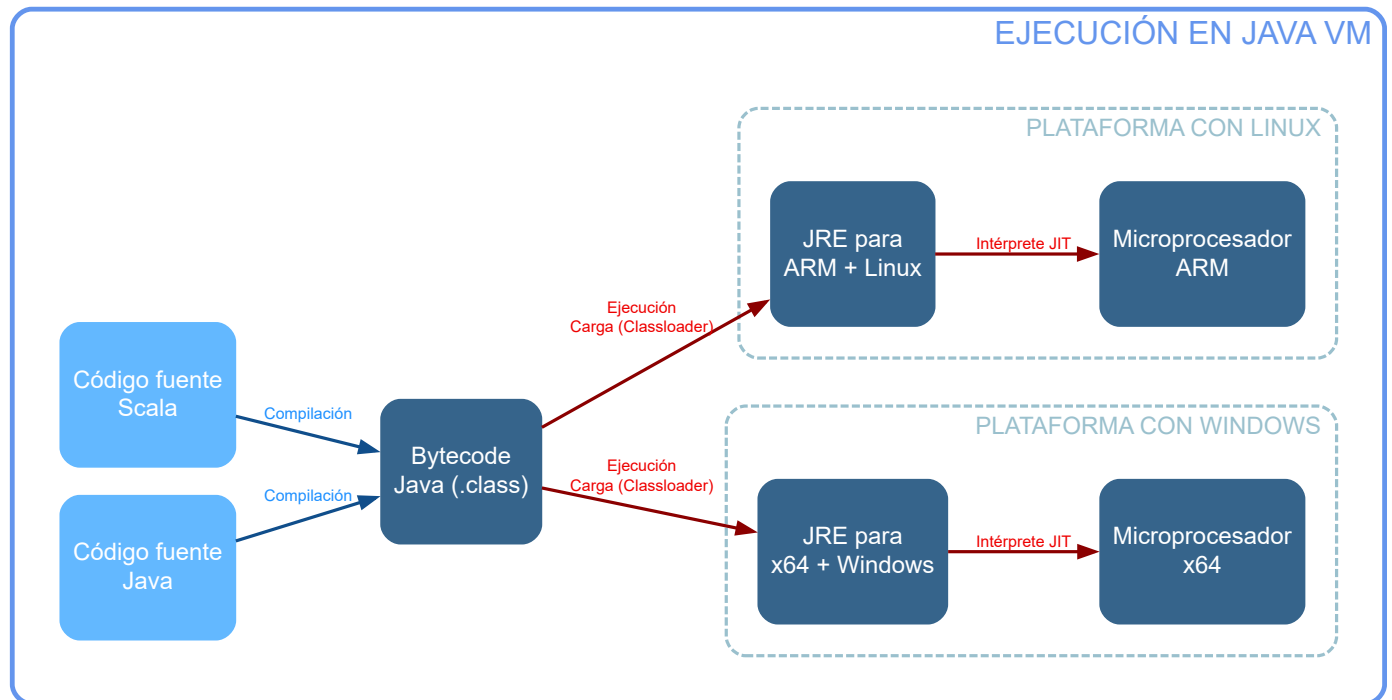 EJECUCIÓN EN JAVA VM
PLATAFORMA CON LINUX
JRE para
ARM + Linux
Intérprete JIT
Microprocesador
ARM
Ejecución
Carga (Classloader)
Código fuente
Scala
Compilación
Bytecode
Java (.class)
Compilación
Código fuente
Java
Ejecución
Carga (Classloader)
PLATAFORMA CON WINDOWS
JRE para
x64 + Windows
Intérprete JIT
Microprocesador
x64